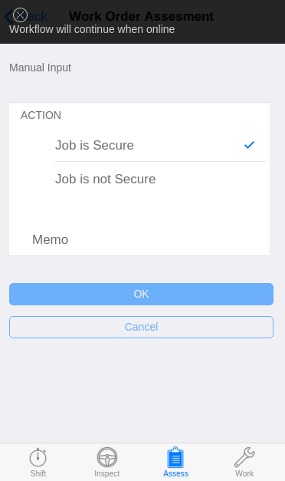 Back Work Order Assesment
Workflow will continue when online
Manual Input
ACTION
Job is Secure
Job is not Secure
Memo
OK
Cancel
Shift Inspect Assess Work